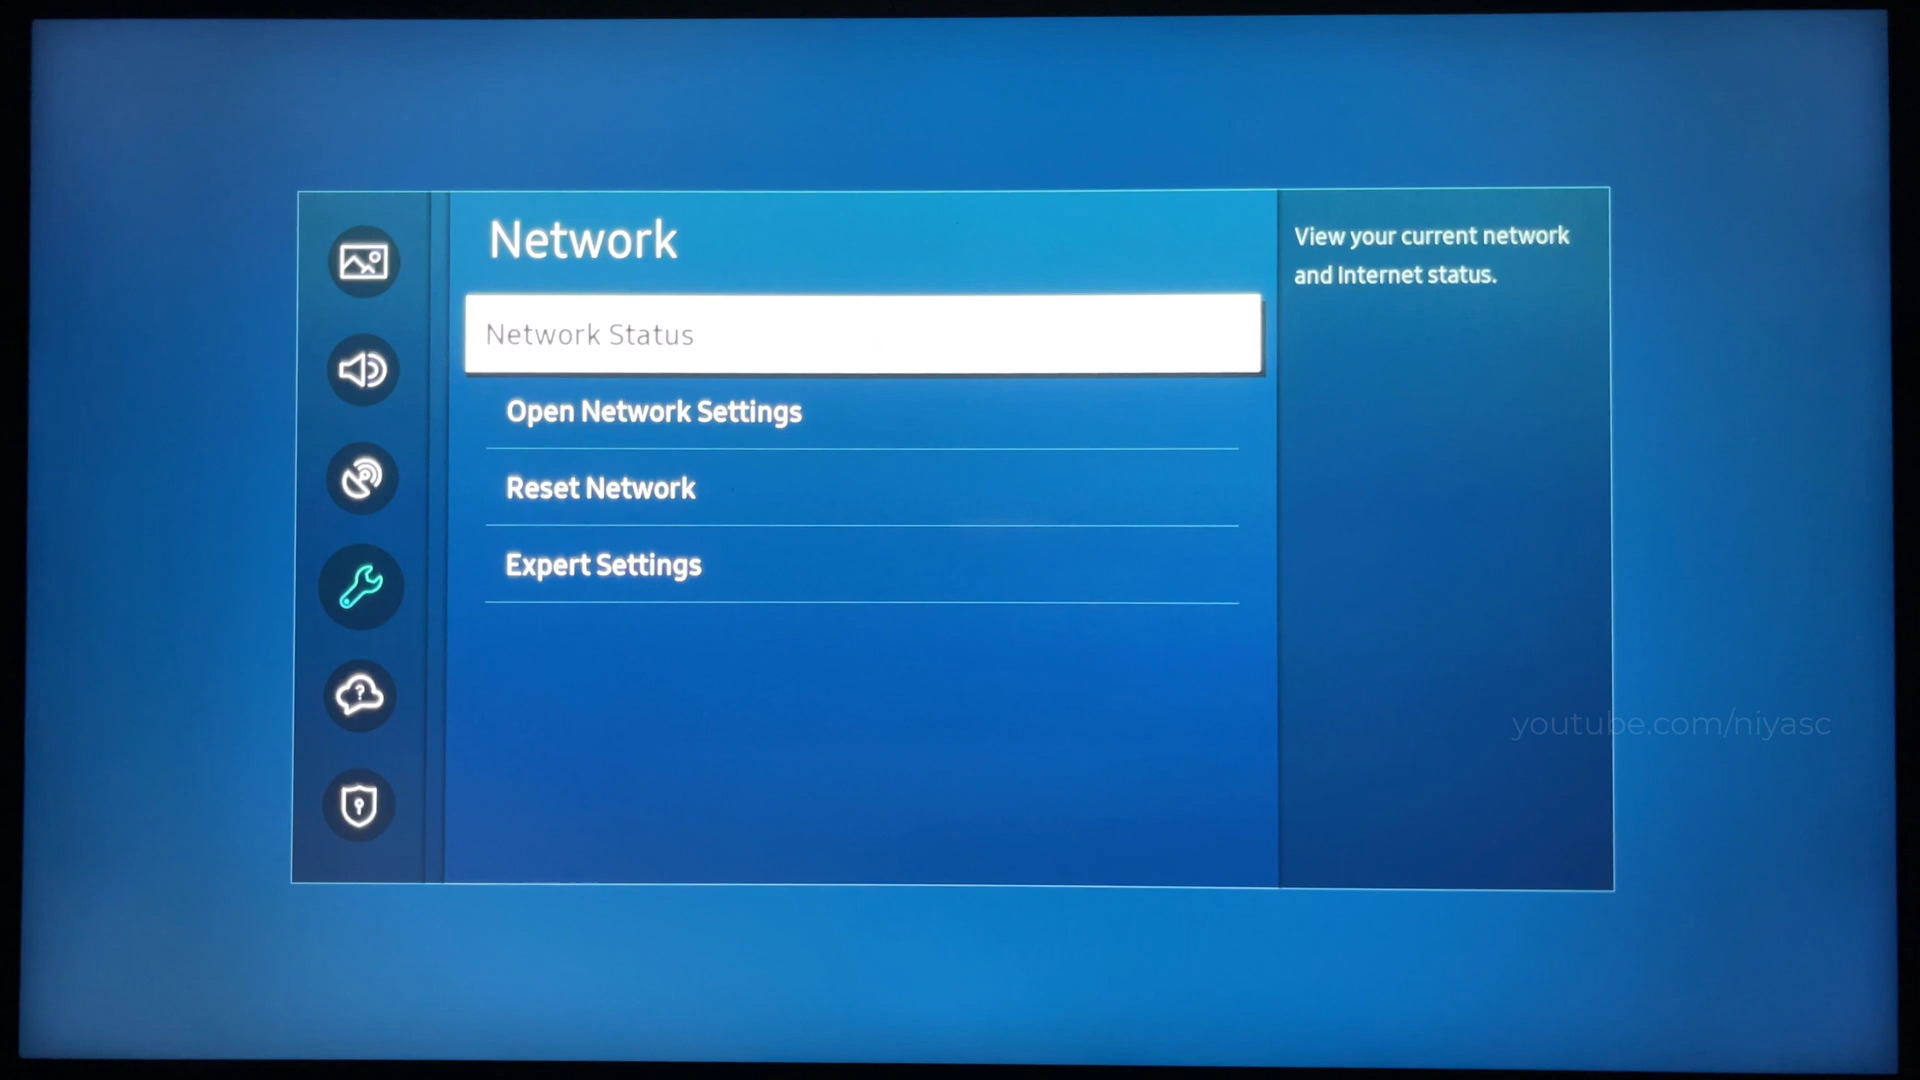 Network
Network Status
Open Network Settings
Reset Network
Expert Settings
View your current network
and Internet status.
youtube.com/niyasc